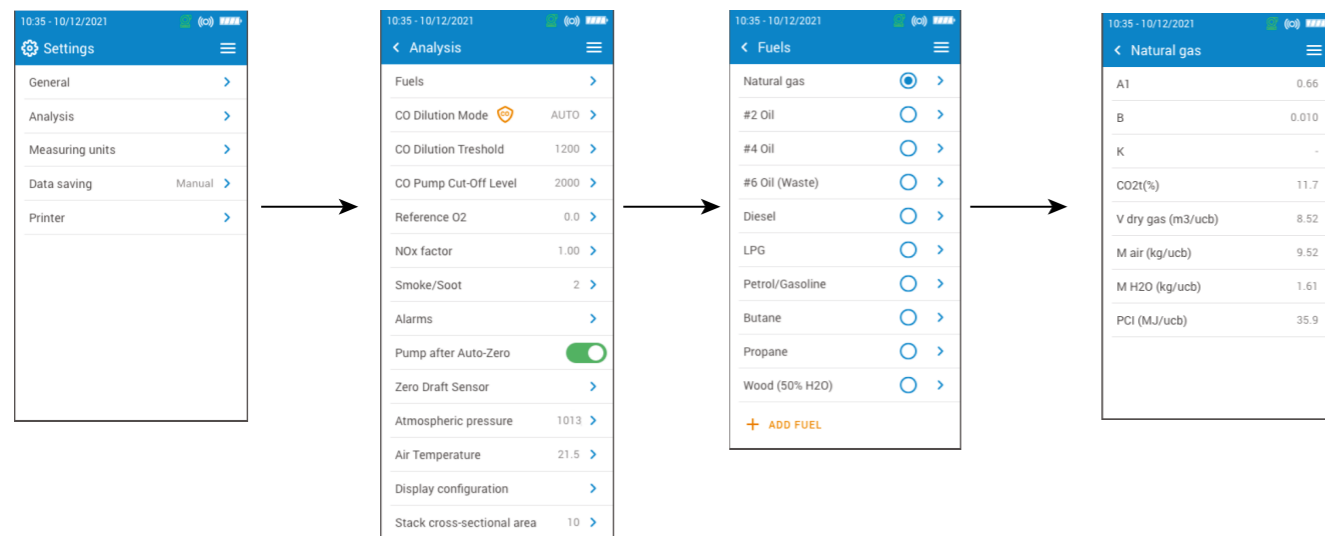 10:35 - 10/12/2021
Settings
General
Analysis
Measuring units
Data saving Manual
Printer
10:35 - 10/12/2021
Analysis
Fuels
CO Dilution Mode CO AUTO
CO Dilution Treshold 1200
CO Pump Cut-Off Level 2000
Reference O2 0.0
NOx factor 1.00
Smoke/Soot 2
Alarms
Pump after Auto-Zero
Zero Draft Sensor
Atmospheric pressure 1013
Air Temperature 21.5
Display configuration
Stack cross-sectional area 10
10:35 - 10/12/2021
Fuels
Natural gas
#2 Oil
#4 Oil
#6 Oil (Waste)
Diesel
LPG
Petrol/Gasoline
Butane
Propane
Wood (50% H2O)
+ ADD FUEL
10:35 - 10/12/2021
Natural gas
A1 0.66
B 0.010
K -
CO2t(%) 11.7
V dry gas (m3/ucb) 8.52
M air (kg/ucb) 9.52
M H2O (kg/ucb) 1.61
PCI (MJ/ucb) 35.9